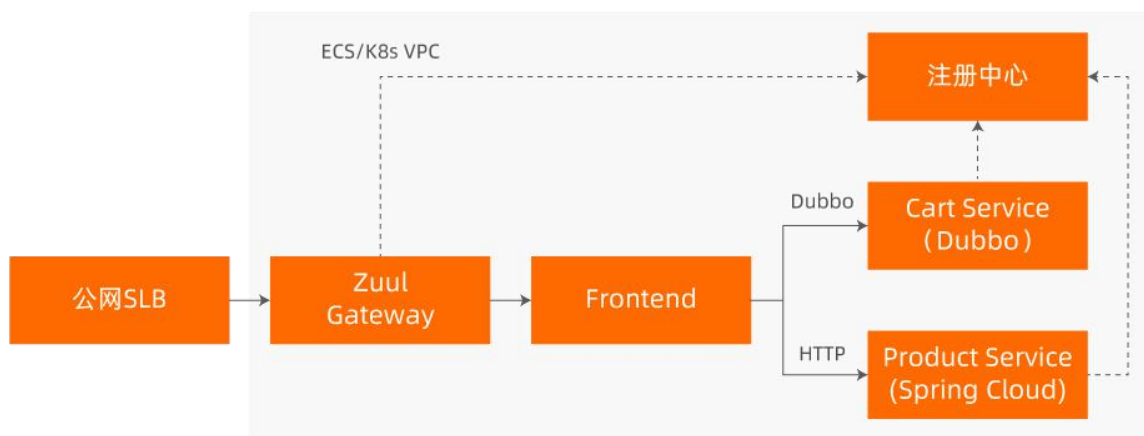 ECS/K8s VPC
注册中心
Dubbo
Cart Service
（Dubbo）
公网SLB
Zuul
Gateway
Frontend
HTTP
Product Service
(Spring Cloud)